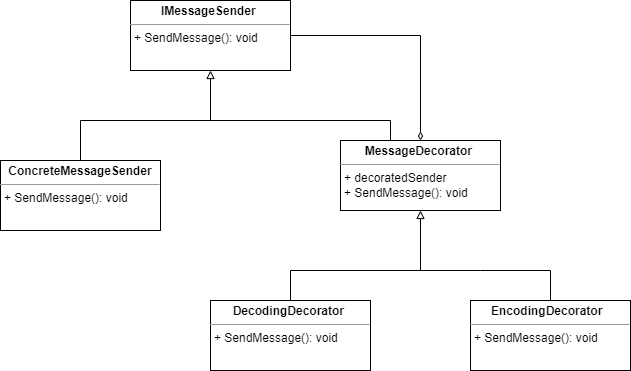 IMessageSender
+ SendMessage(): void
ConcreteMessageSender
+ SendMessage(): void
MessageDecorator
+ decoratedSender
+ SendMessage(): void
DecodingDecorator
+ SendMessage(): void
EncodingDecorator
+ SendMessage(): void